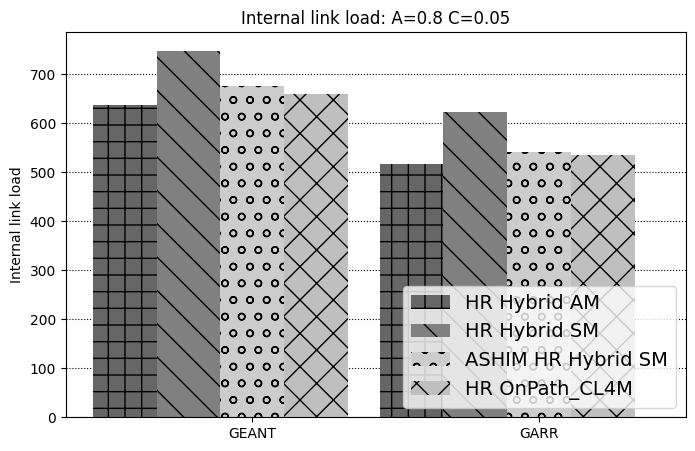 Internal link load: A=0.8 C=0.05
Internal link load
700
600
500
400
300
200
100
0
HR Hybrid AM
HR Hybrid SM
ASHIM HR Hybrid SM
HR OnPath_CL4M
GEANT
GARR